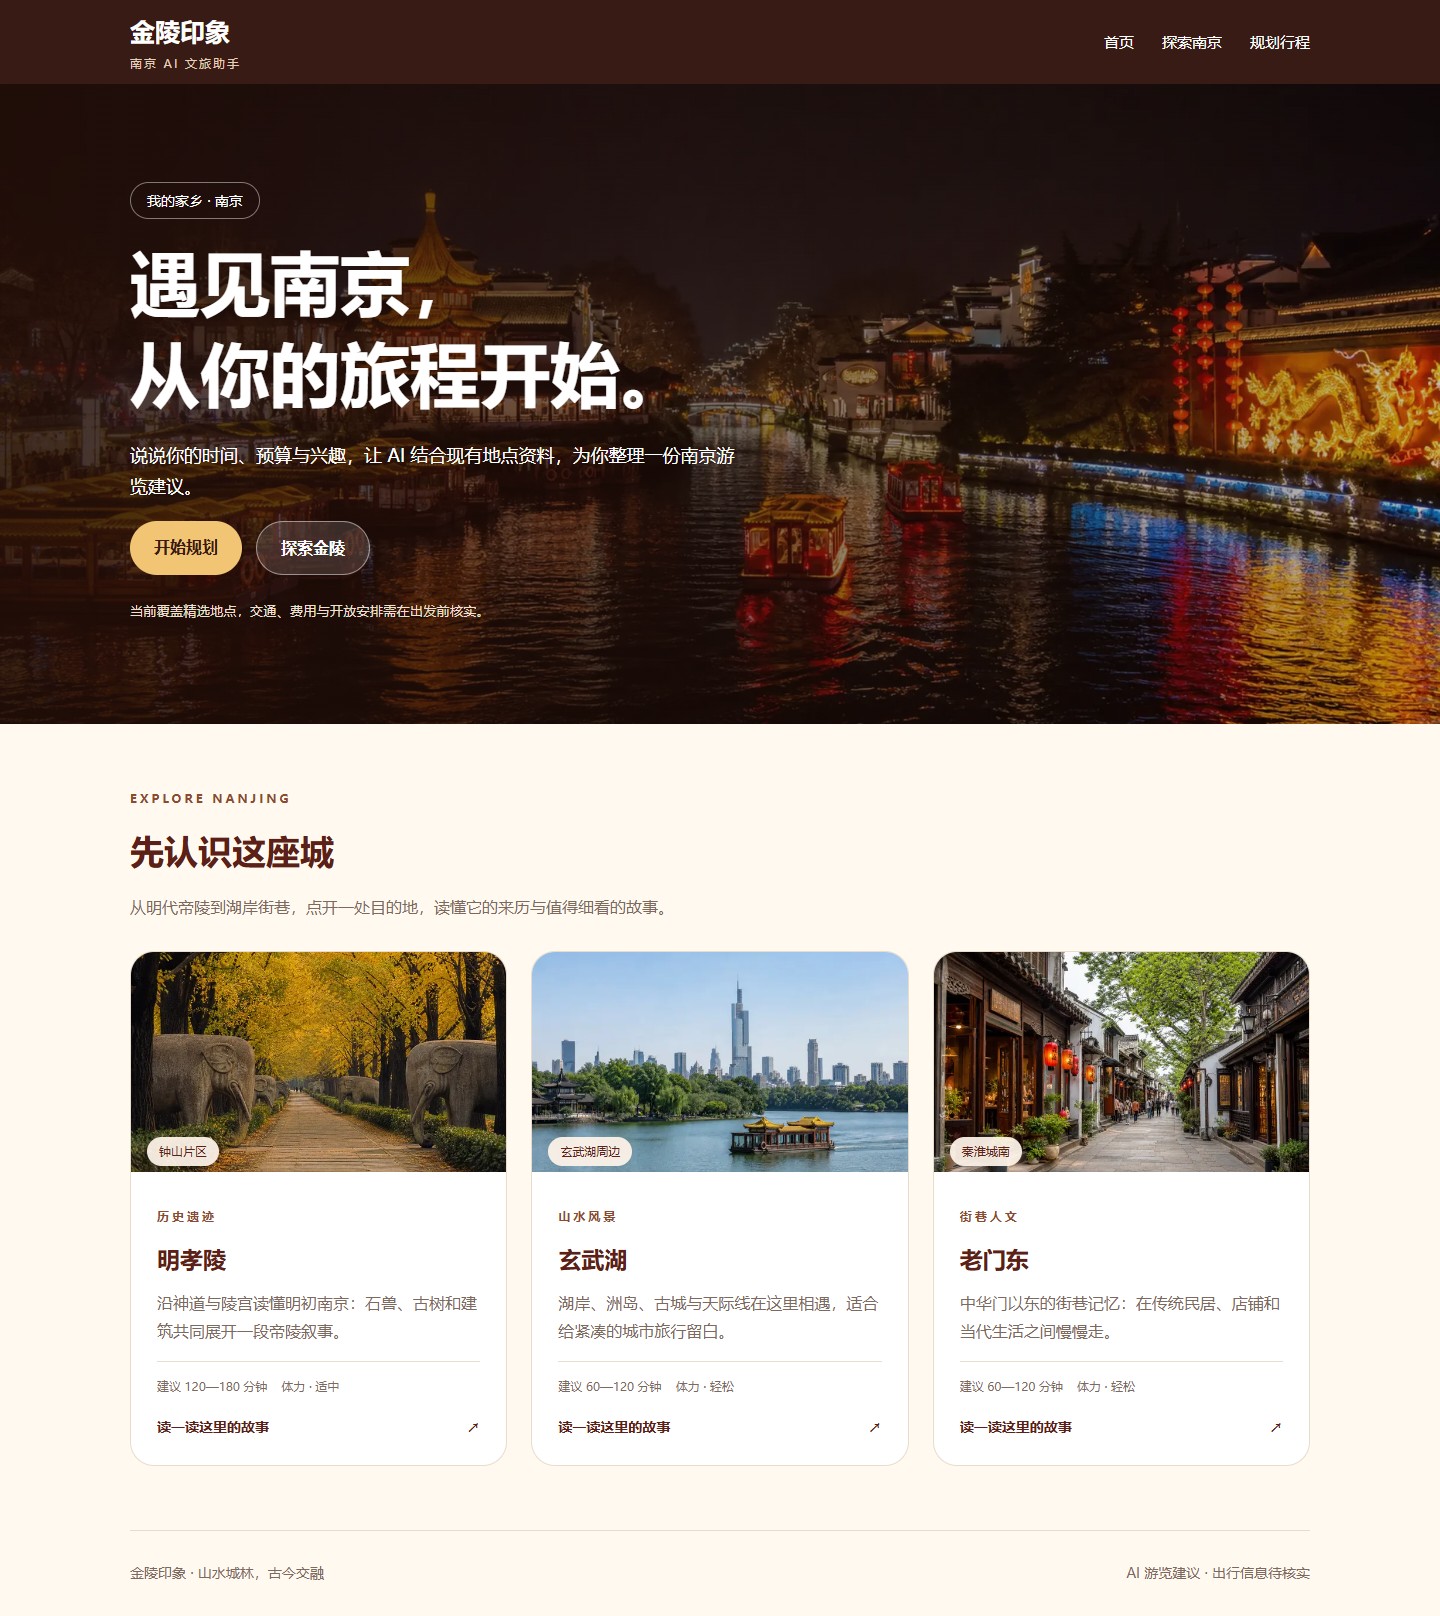 金陵印象
南京 AI 文旅助手
首页 探索南京 规划行程
我的家乡 · 南京
遇见南京，
从你的旅程开始。
说说你的时间、预算与兴趣，让 AI 结合现有地点资料，为你整理一份南京游
览建议。
开始规划 探索金陵
当前覆盖精选地点，交通、费用与开放安排需在出发前核实。
EXPLORE NANJING
先认识这座城
从明代帝陵到湖岸街巷，点开一处目的地，读懂它的来历与值得细看的故事。
钟山片区
历史遗迹
明孝陵
沿神道与陵宫读懂明初南京：石兽、古树和建
筑共同展开一段帝陵叙事。
建议 120—180 分钟 体力 · 适中
读一读这里的故事 ↗
玄武湖周边
山水风景
玄武湖
湖岸、洲岛、古城与天际线在这里相遇，适合
给紧凑的城市旅行留白。
建议 60—120 分钟 体力 · 轻松
读一读这里的故事 ↗
秦淮城南
街巷人文
老门东
中华门以东的街巷记忆：在传统民居、店铺和
当代生活之间慢慢走。
建议 60—120 分钟 体力 · 轻松
读一读这里的故事 ↗
金陵印象 · 山水城林，古今交融
AI 游览建议 · 出行信息待核实